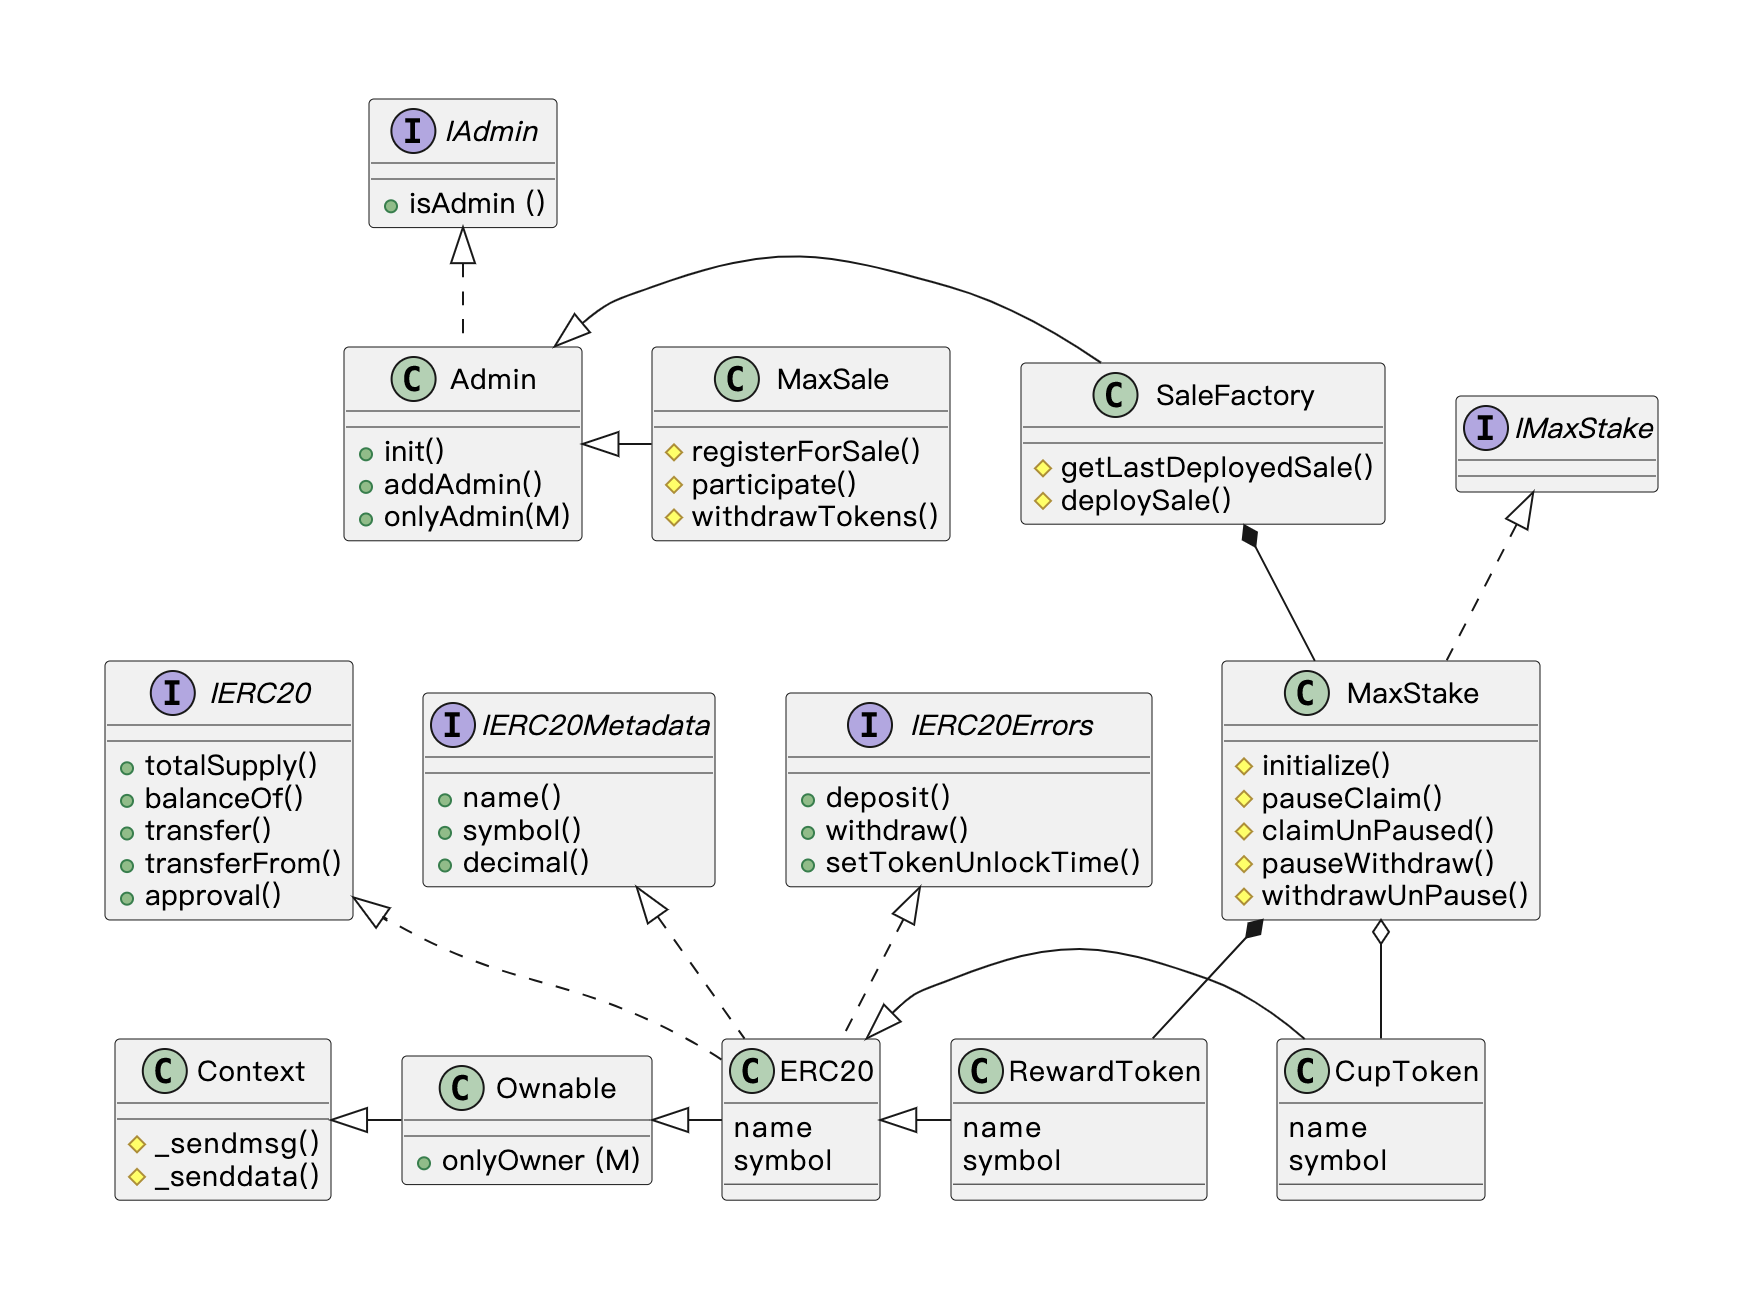 I IAdmin
isAdmin ()
C Admin
init()
addAdmin()
onlyAdmin(M)
C MaxSale
registerForSale()
participate()
withdrawTokens()
C SaleFactory
getLastDeployedSale()
deploySale()
I IMaxStake
I IERC20
totalSupply()
balanceOf()
transfer()
transferFrom()
approval()
I IERC20Metadata
name()
symbol()
decimal()
I IERC20Errors
deposit()
withdraw()
setTokenUnlockTime()
C MaxStake
initialize()
pauseClaim()
claimUnPaused()
pauseWithdraw()
withdrawUnPause()
C Context
_sendmsg()
_senddata()
C Ownable
onlyOwner (M)
C ERC20
name
symbol
C RewardToken
name
symbol
C CupToken
name
symbol